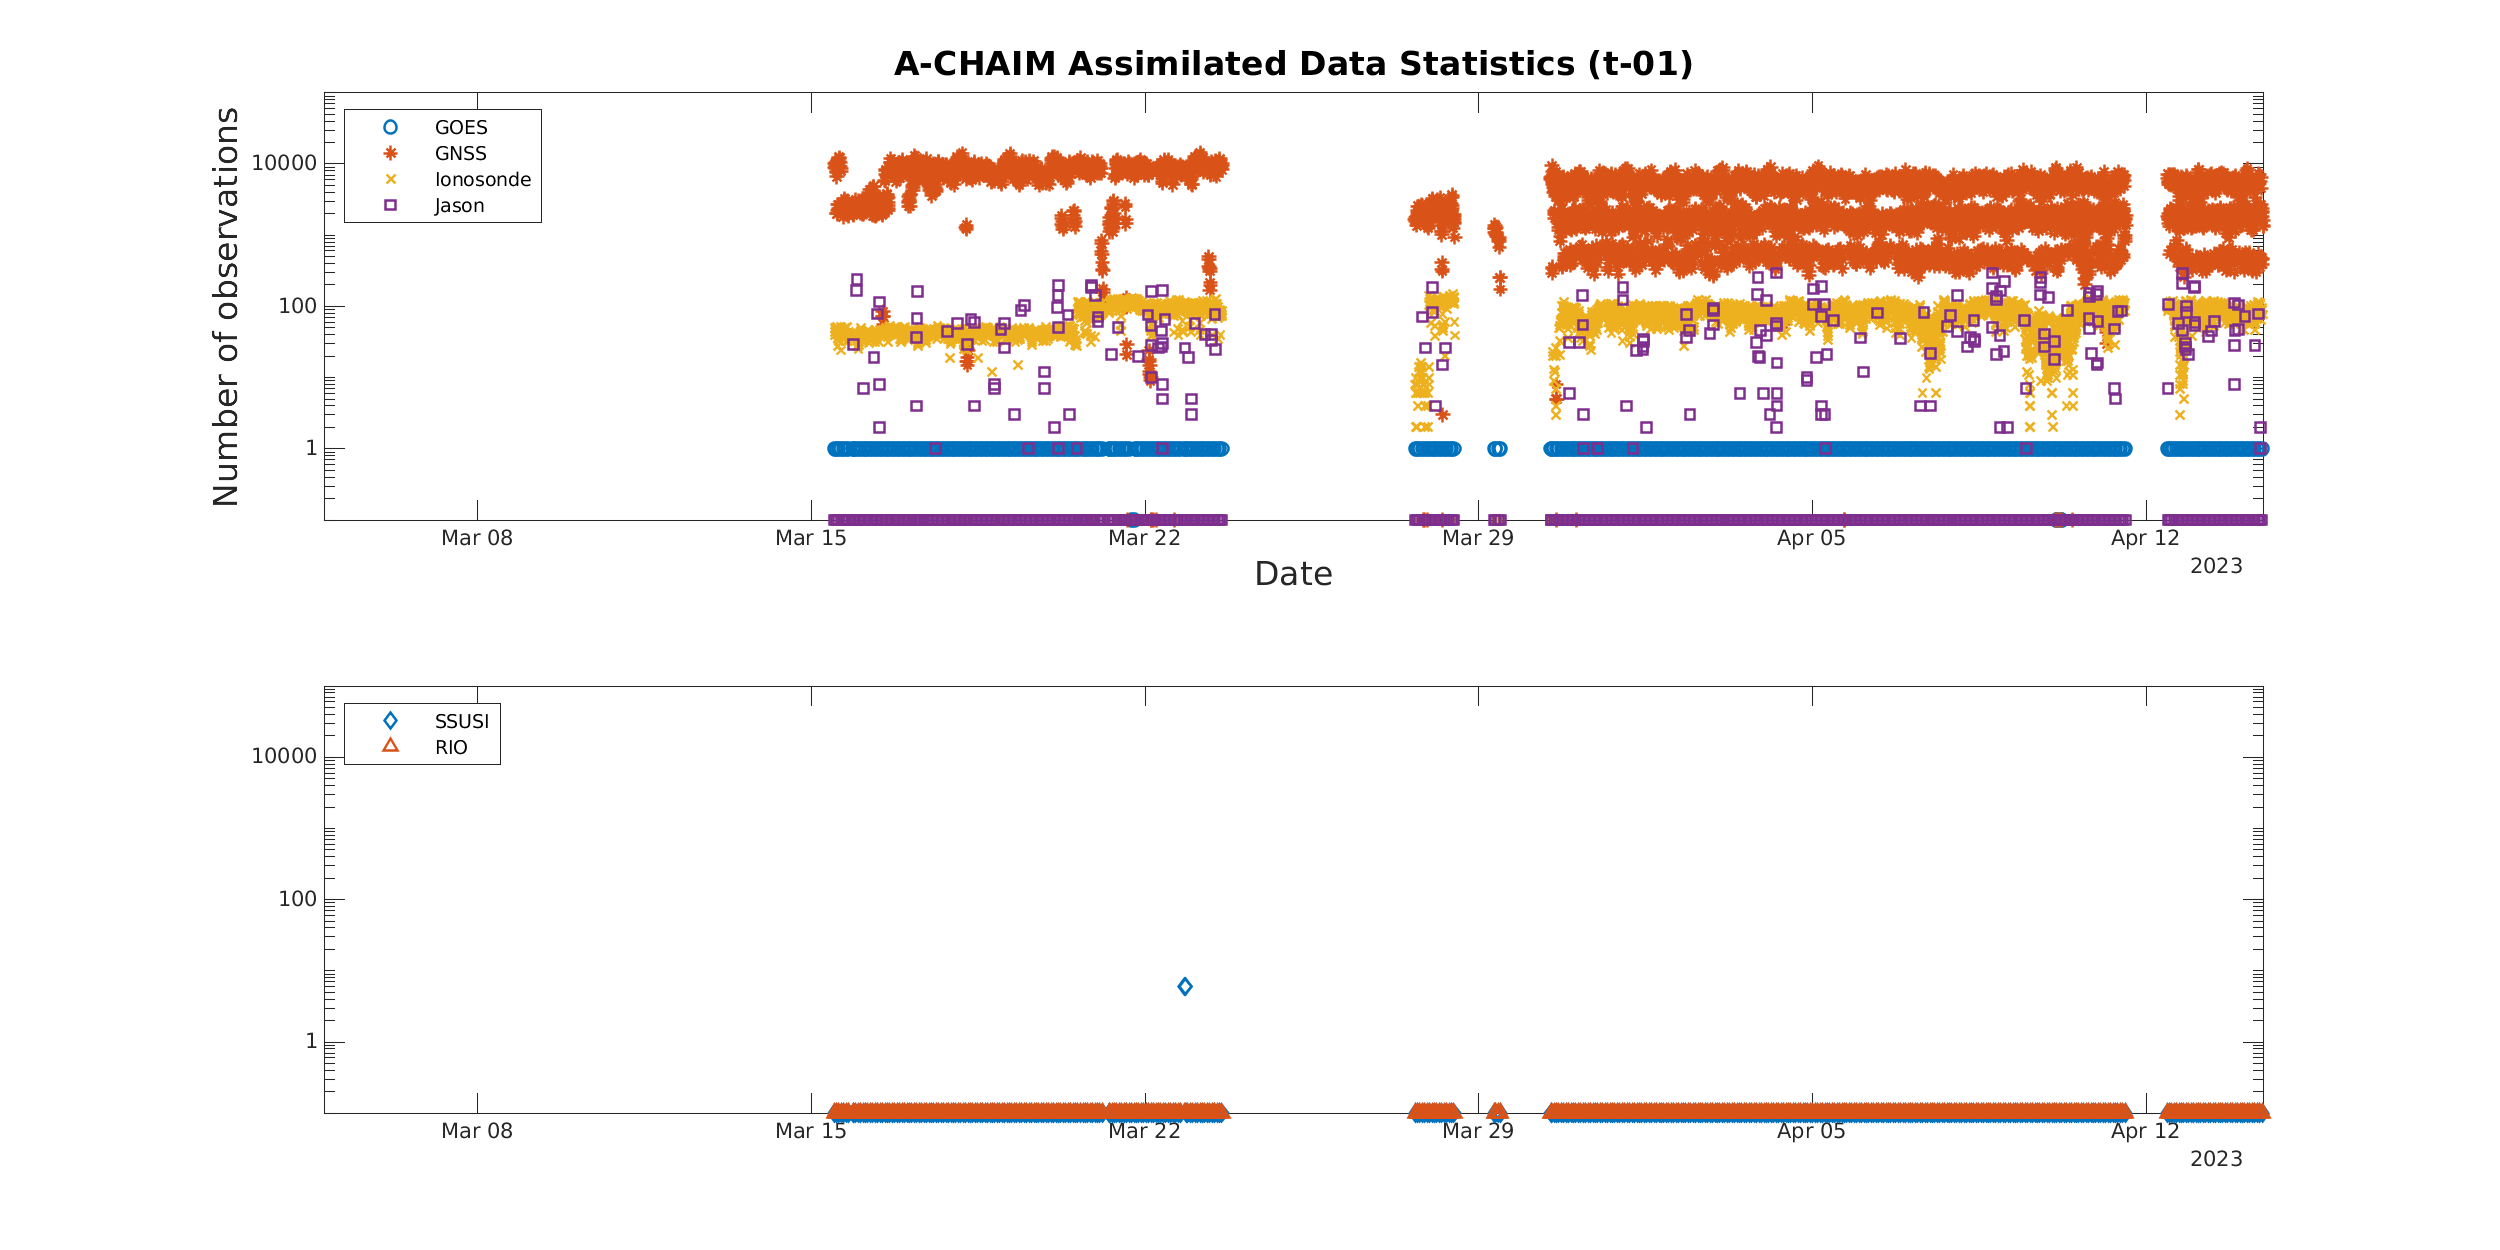 A-CHAIM Assimilated Data Statistics (t-01)
Number of observations
10000
100
1
GOES
GNSS
Ionosonde
Jason
Mar 08
Mar 15
Mar 22
Mar 29
Apr 05
Apr 12
2023
Date
10000
100
1
SSUSI
RIO
Mar 08
Mar 15
Mar 22
Mar 29
Apr 05
Apr 12
2023